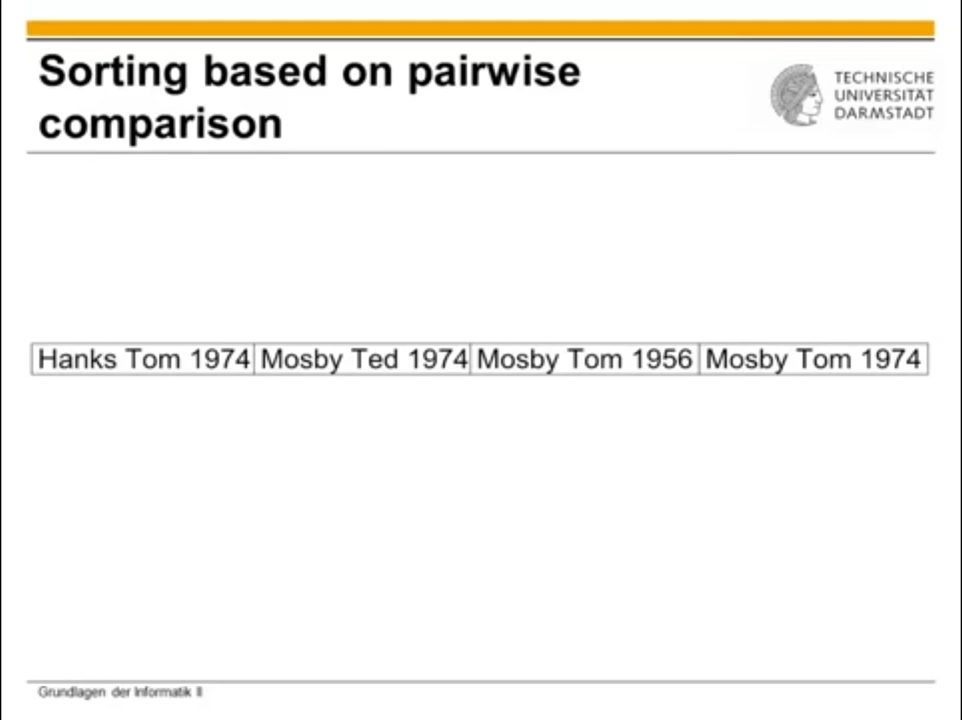 Sorting based on pairwise
comparison
TECHNISCHE
UNIVERSITÄT
DARMSTADT
Hanks Tom 1974 Mosby Ted 1974 Mosby Tom 1956 Mosby Tom 1974
Grundlagen der Informatik II